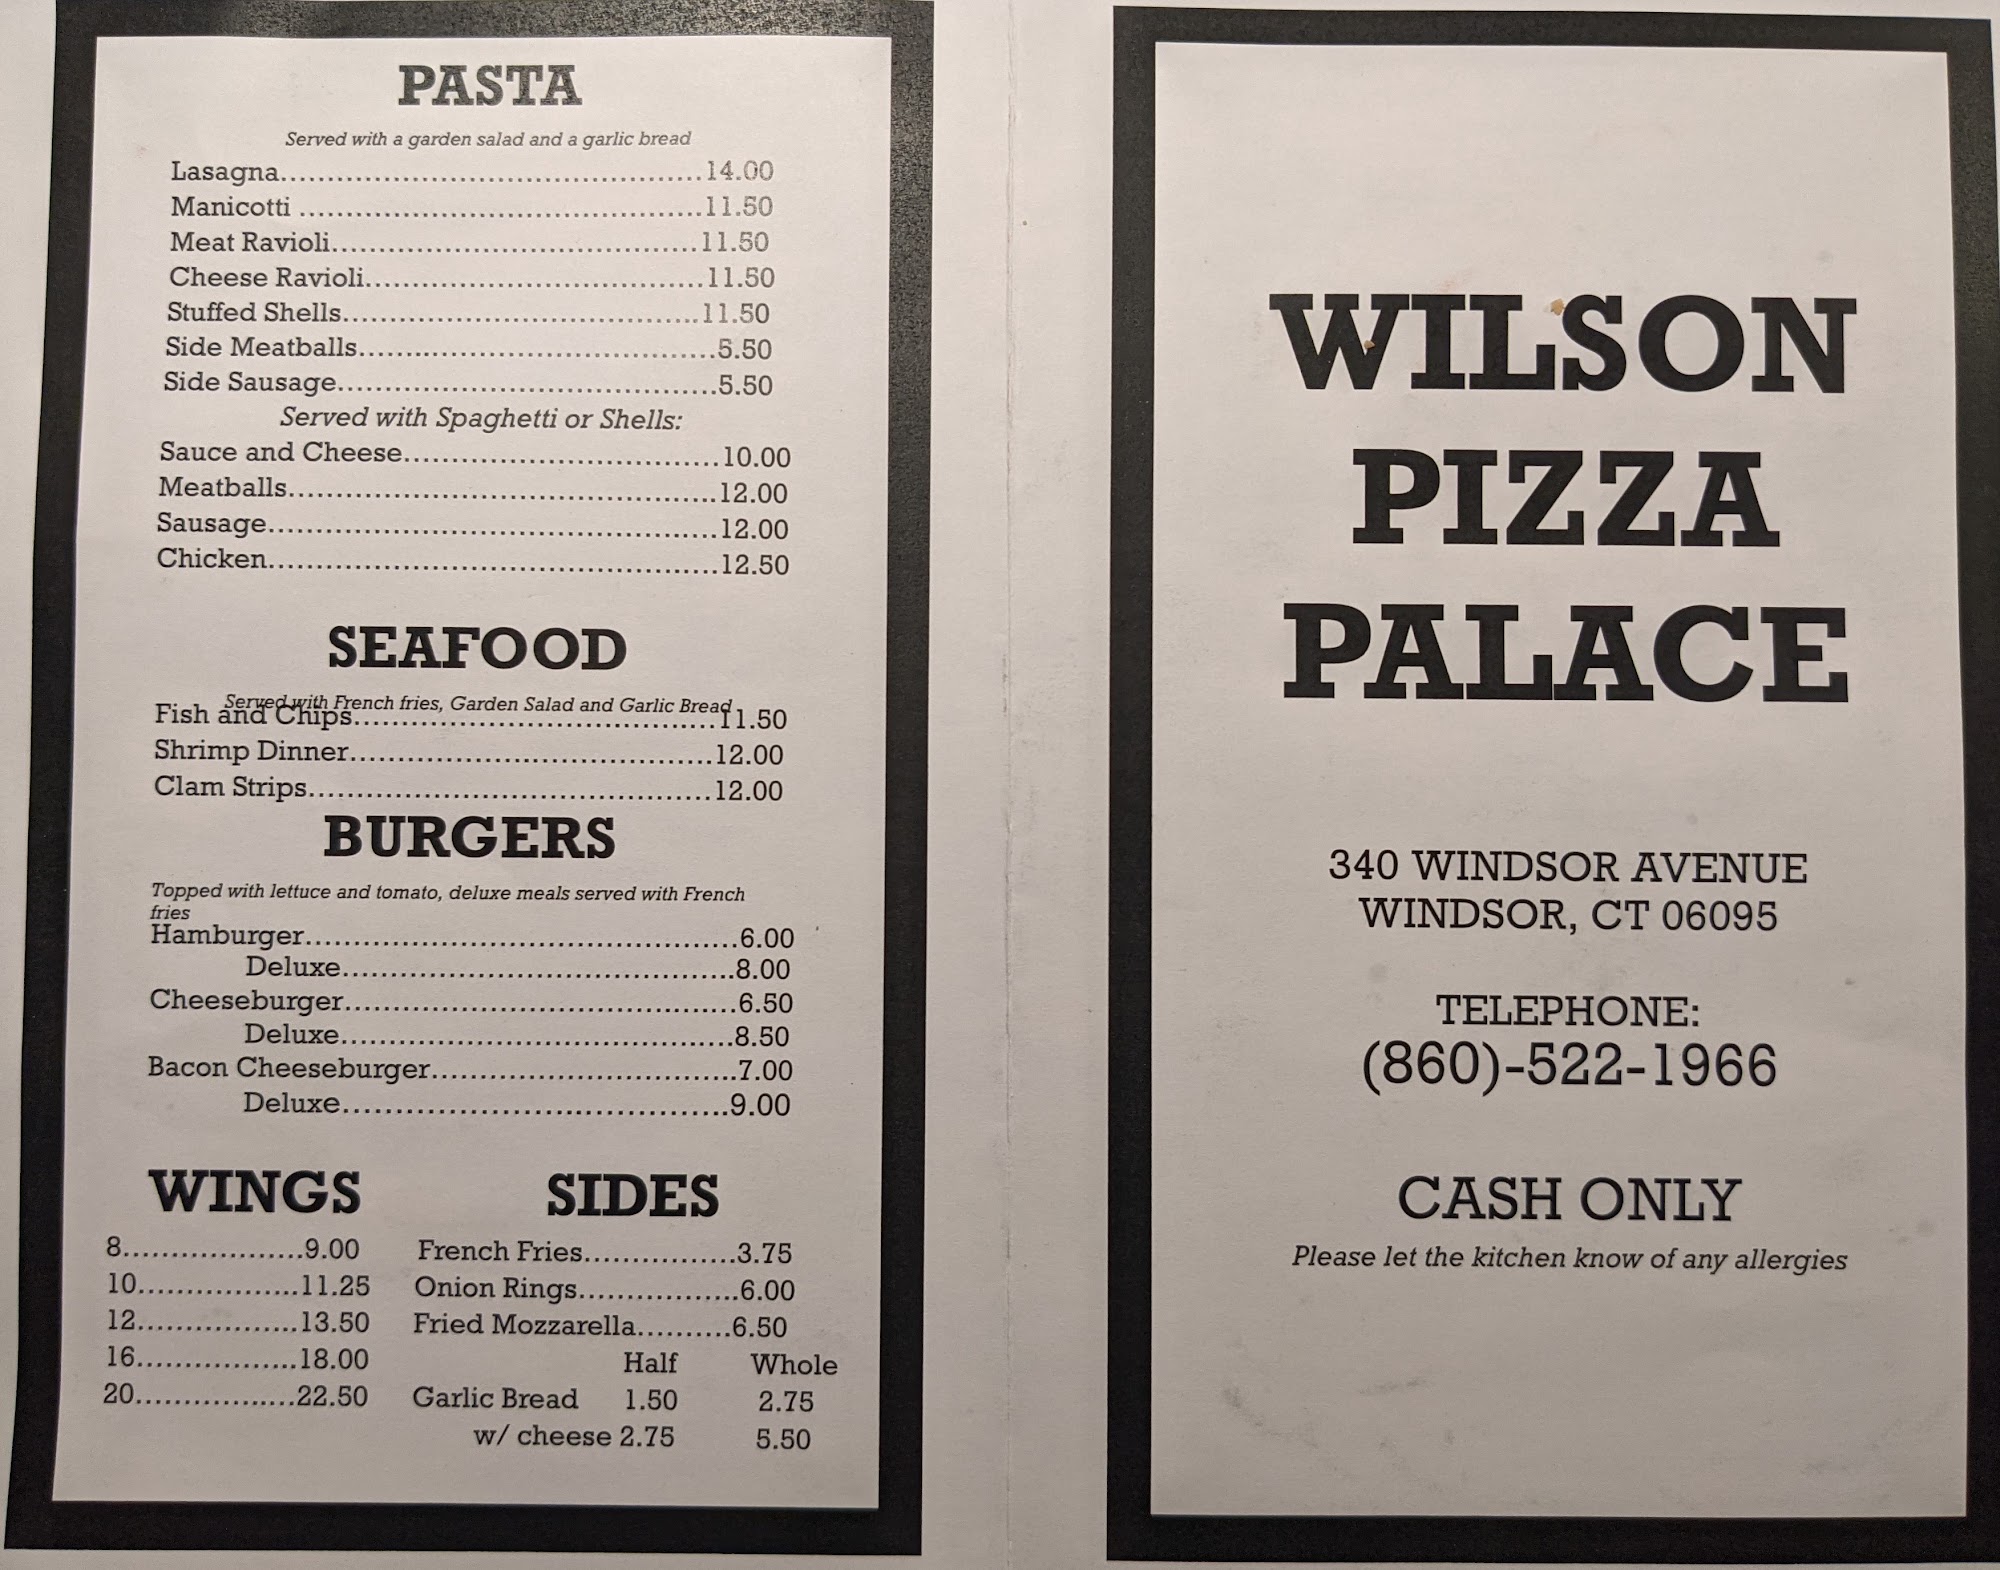 PASTA
Served with a garden salad and a garlic bread
Lasagna............................................14.00
Manicotti ..........................................11.50
Meat Ravioli......................................11.50
Cheese Ravioli...................................11.50
Stuffed Shells.....................................11.50
Side Meatballs.....................................5.50
Side Sausage.......................................5.50
Served with Spaghetti or Shells:
Sauce and Cheese.................................10.00
Meatballs............................................12.00
Sausage..............................................12.00
Chicken..............................................12.50
SEAFOOD
Served with French fries, Garden Salad and Garlic Bread
Fish and Chips.....................................11.50
Shrimp Dinner.....................................12.00
Clam Strips.........................................12.00
BURGERS
Topped with lettuce and tomato, deluxe meals served with French
fries
Hamburger............................................6.00
Deluxe........................................8.00
Cheeseburger........................................6.50
Deluxe........................................8.50
Bacon Cheeseburger...............................7.00
Deluxe.......................................9.00
WINGS
8...................9.00
10.................11.25
12.................13.50
16.................18.00
20.................22.50
SIDES
French Fries................3.75
Onion Rings.................6.00
Fried Mozzarella..........6.50
Half Whole
Garlic Bread 1.50 2.75
w/ cheese 2.75 5.50
WILSON
PIZZA
PALACE
340 WINDSOR AVENUE
WINDSOR, CT 06095
TELEPHONE:
(860)-522-1966
CASH ONLY
Please let the kitchen know of any allergies